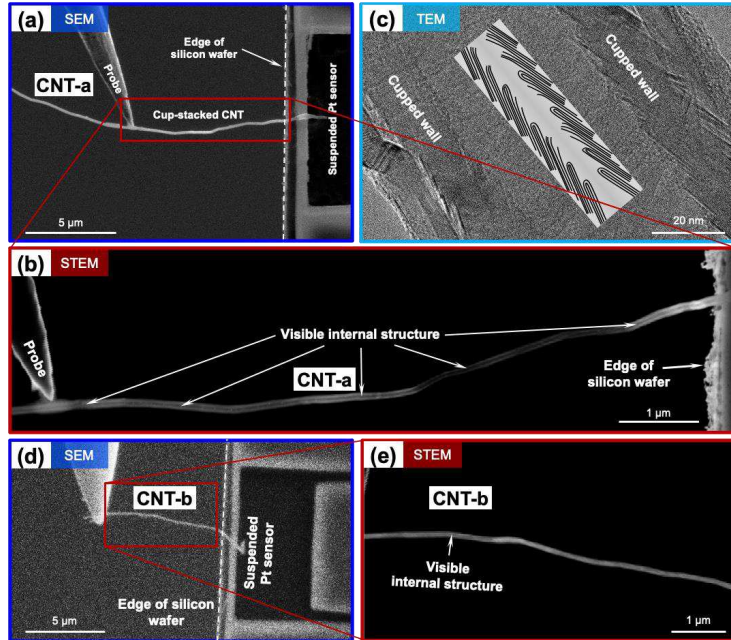 (a) SEM
Edge of
silicon wafer
CNT-a
Probe
Cup-stacked CNT
Suspended Pt sensor
5 µm
(c) TEM
Cupped wall
Cupped wall
20 nm
(b) STEM
Visible internal structure
Probe
CNT-a
Edge of
silicon wafer
1 µm
(d) SEM
CNT-b
Suspended
Pt sensor
5 µm
Edge of silicon
wafer
(e) STEM
CNT-b
Visible
internal structure
1 µm